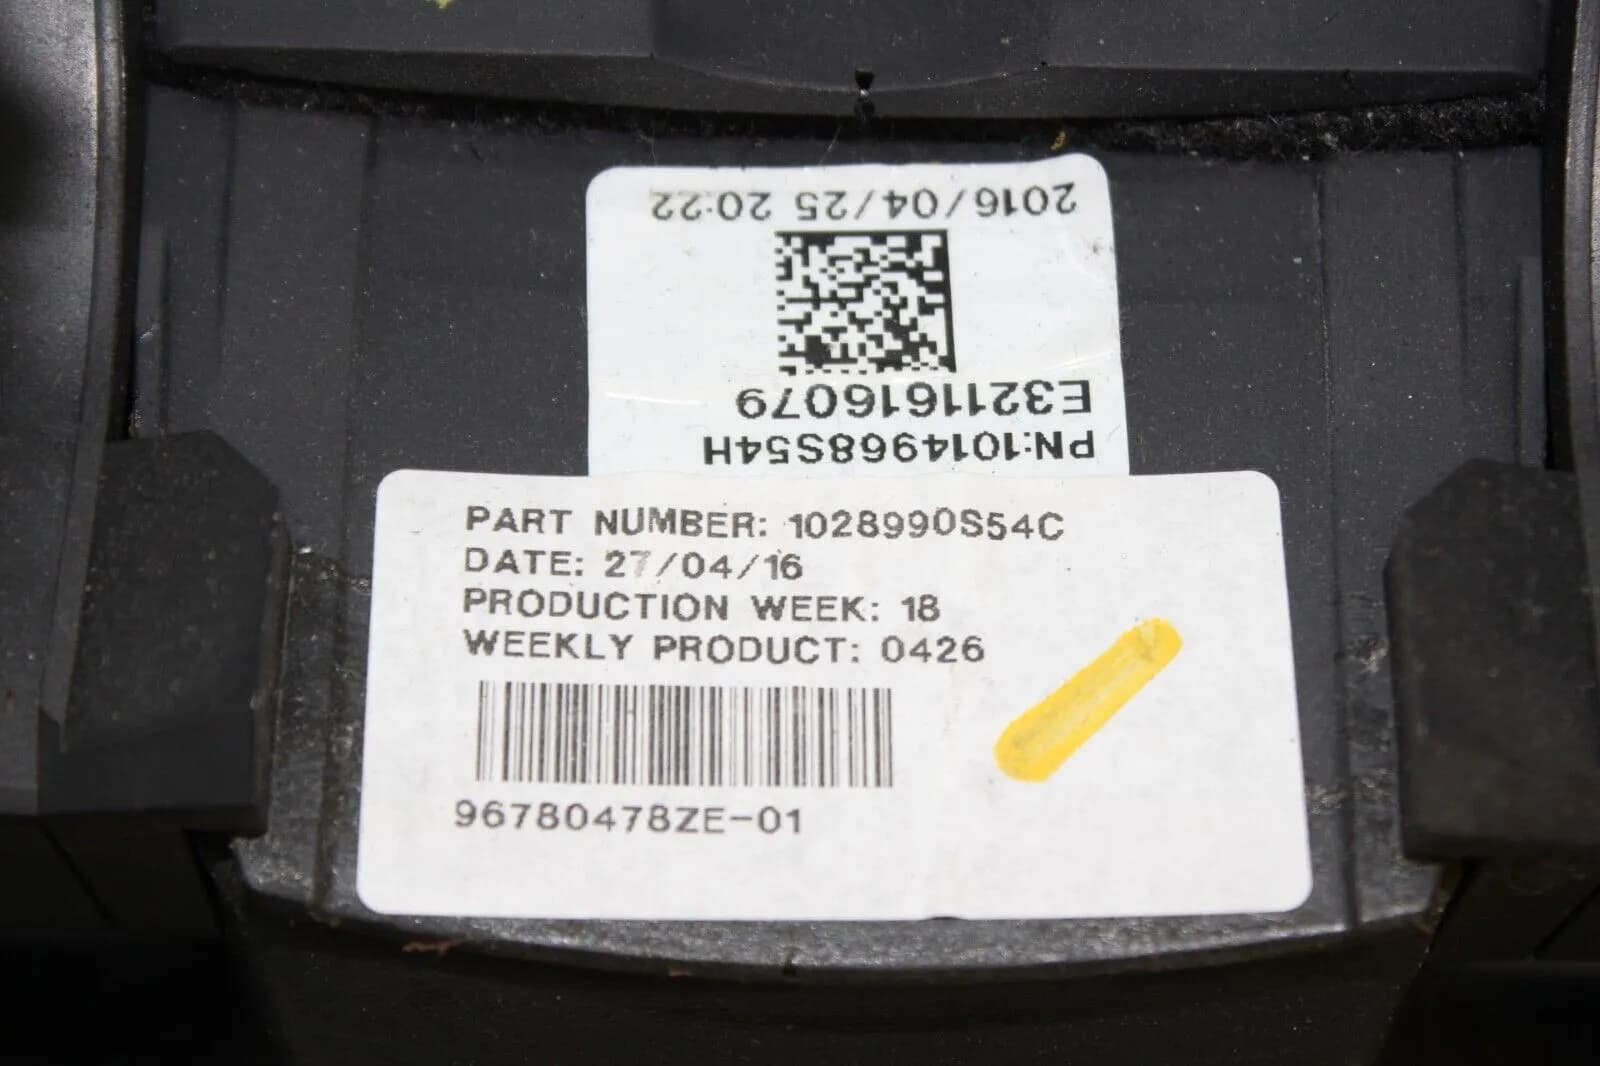 2016/04/25 20:22
E3211616079
PN:1014968S54H
PART NUMBER: 1028990S54C
DATE: 27/04/16
PRODUCTION WEEK: 18
WEEKLY PRODUCT: 0426
96780478ZE-01